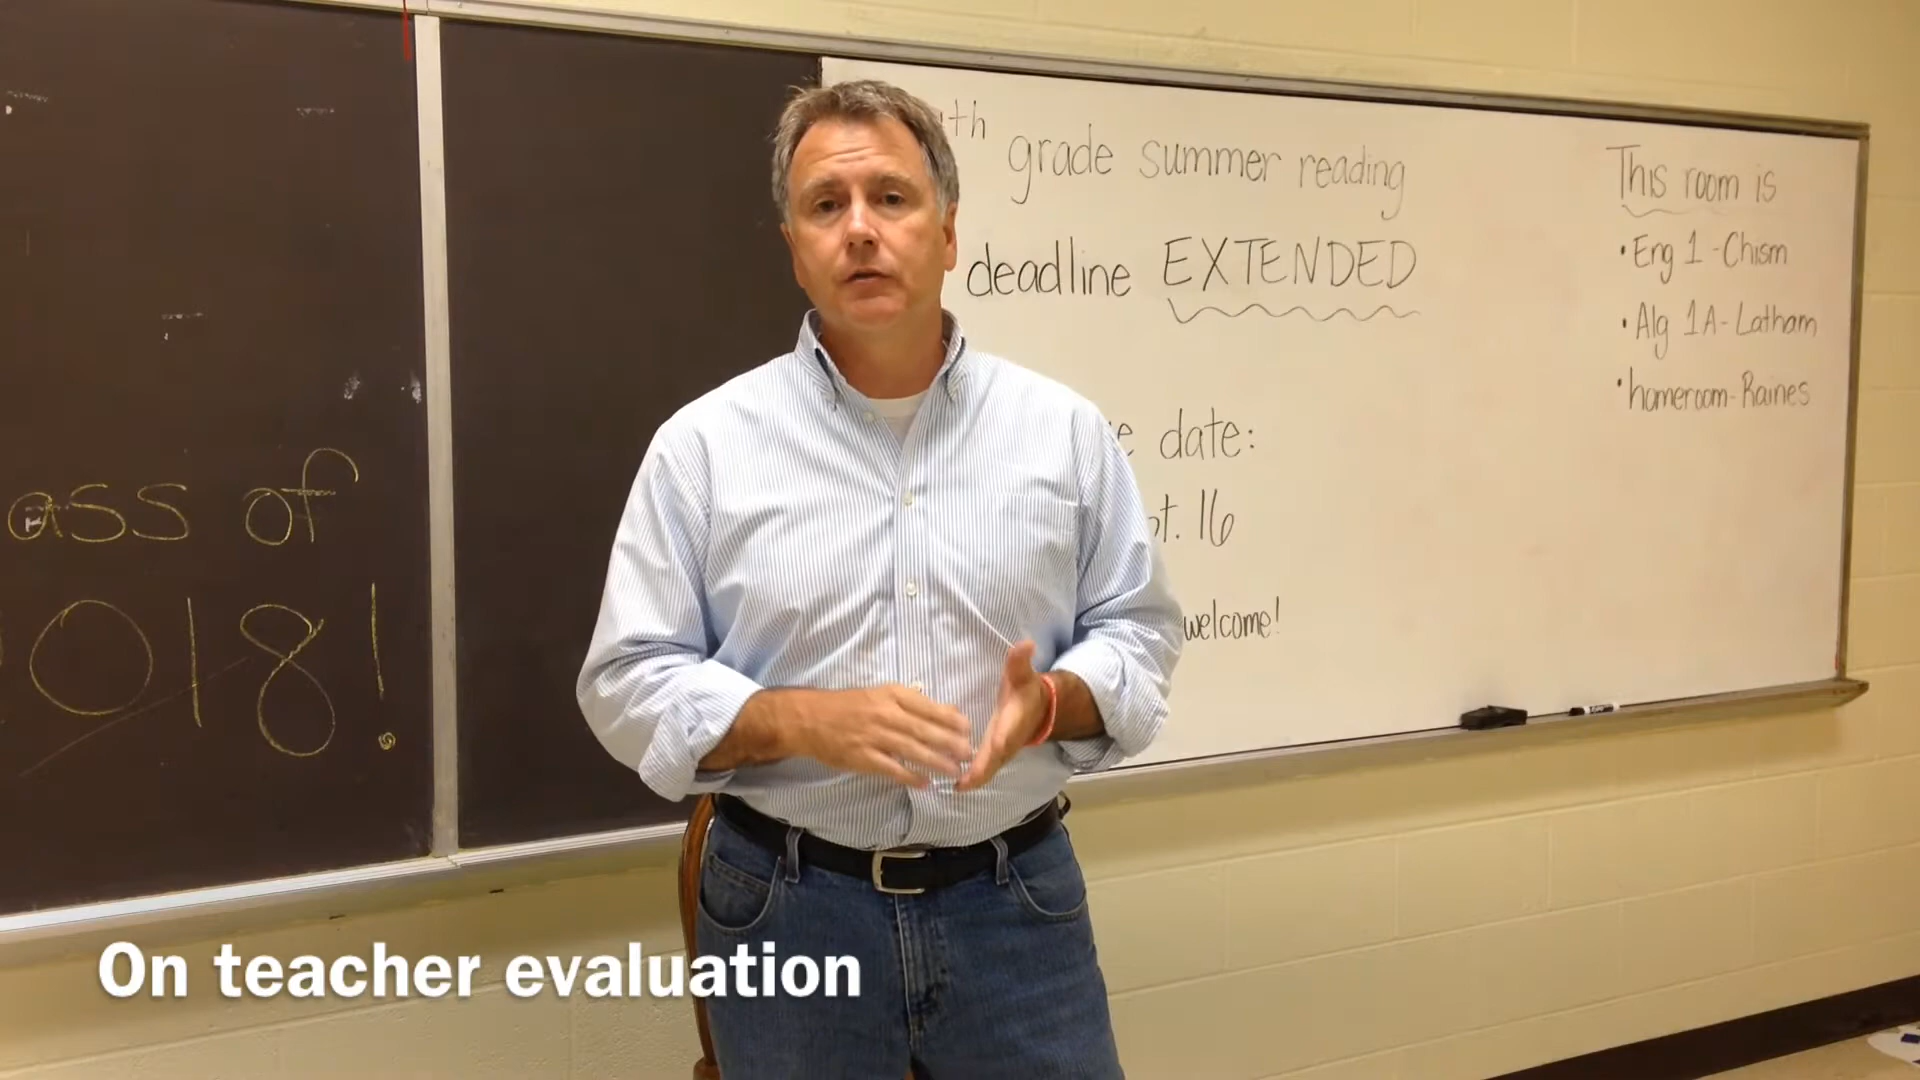 ass of
018!
th grade summer reading
deadline EXTENDED
e date:
t. 16
welcome!
This room is
• Eng 1 - Chism
• Alg 1A - Latham
• homeroom - Raines
On teacher evaluation